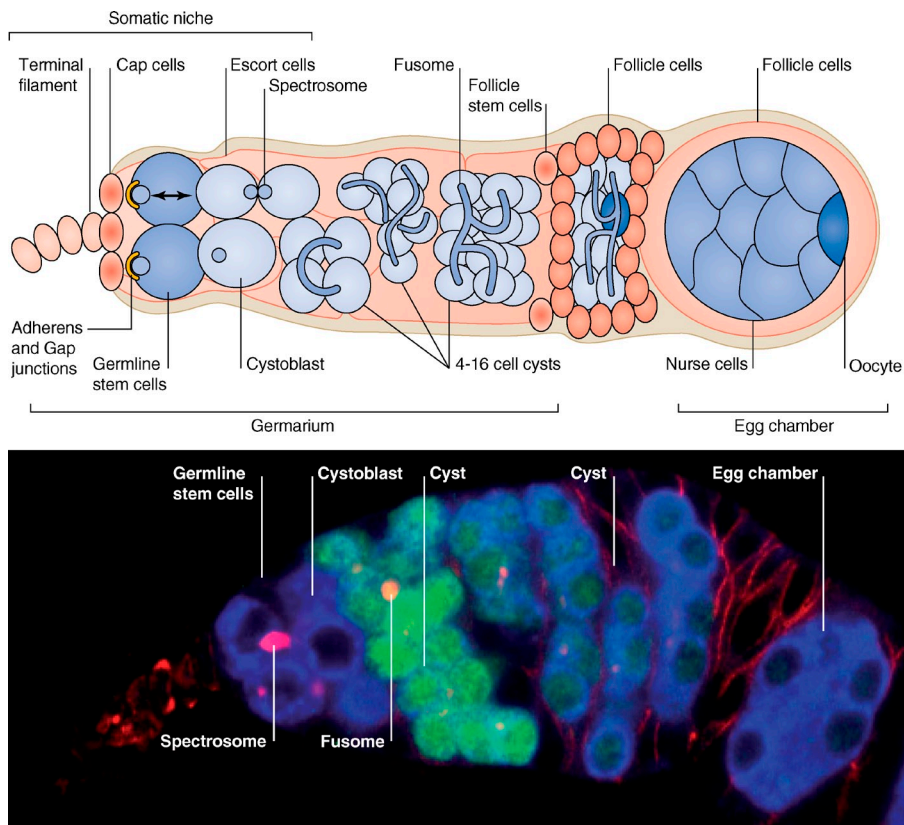 Somatic niche
Terminal filament
Cap cells
Escort cells
Spectrosome
Fusome
Follicle stem cells
Follicle cells
Follicle cells
Adherens and Gap junctions
Germline stem cells
Cystoblast
4-16 cell cysts
Nurse cells
Oocyte
Germarium
Egg chamber
Germline stem cells
Cystoblast
Cyst
Cyst
Egg chamber
Spectrosome
Fusome